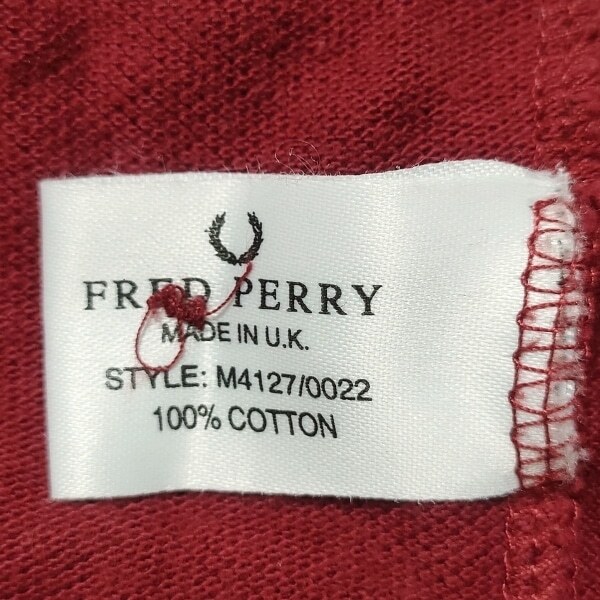 FRED PERRY
MADE IN U.K.
STYLE: M4127/0022
100% COTTON